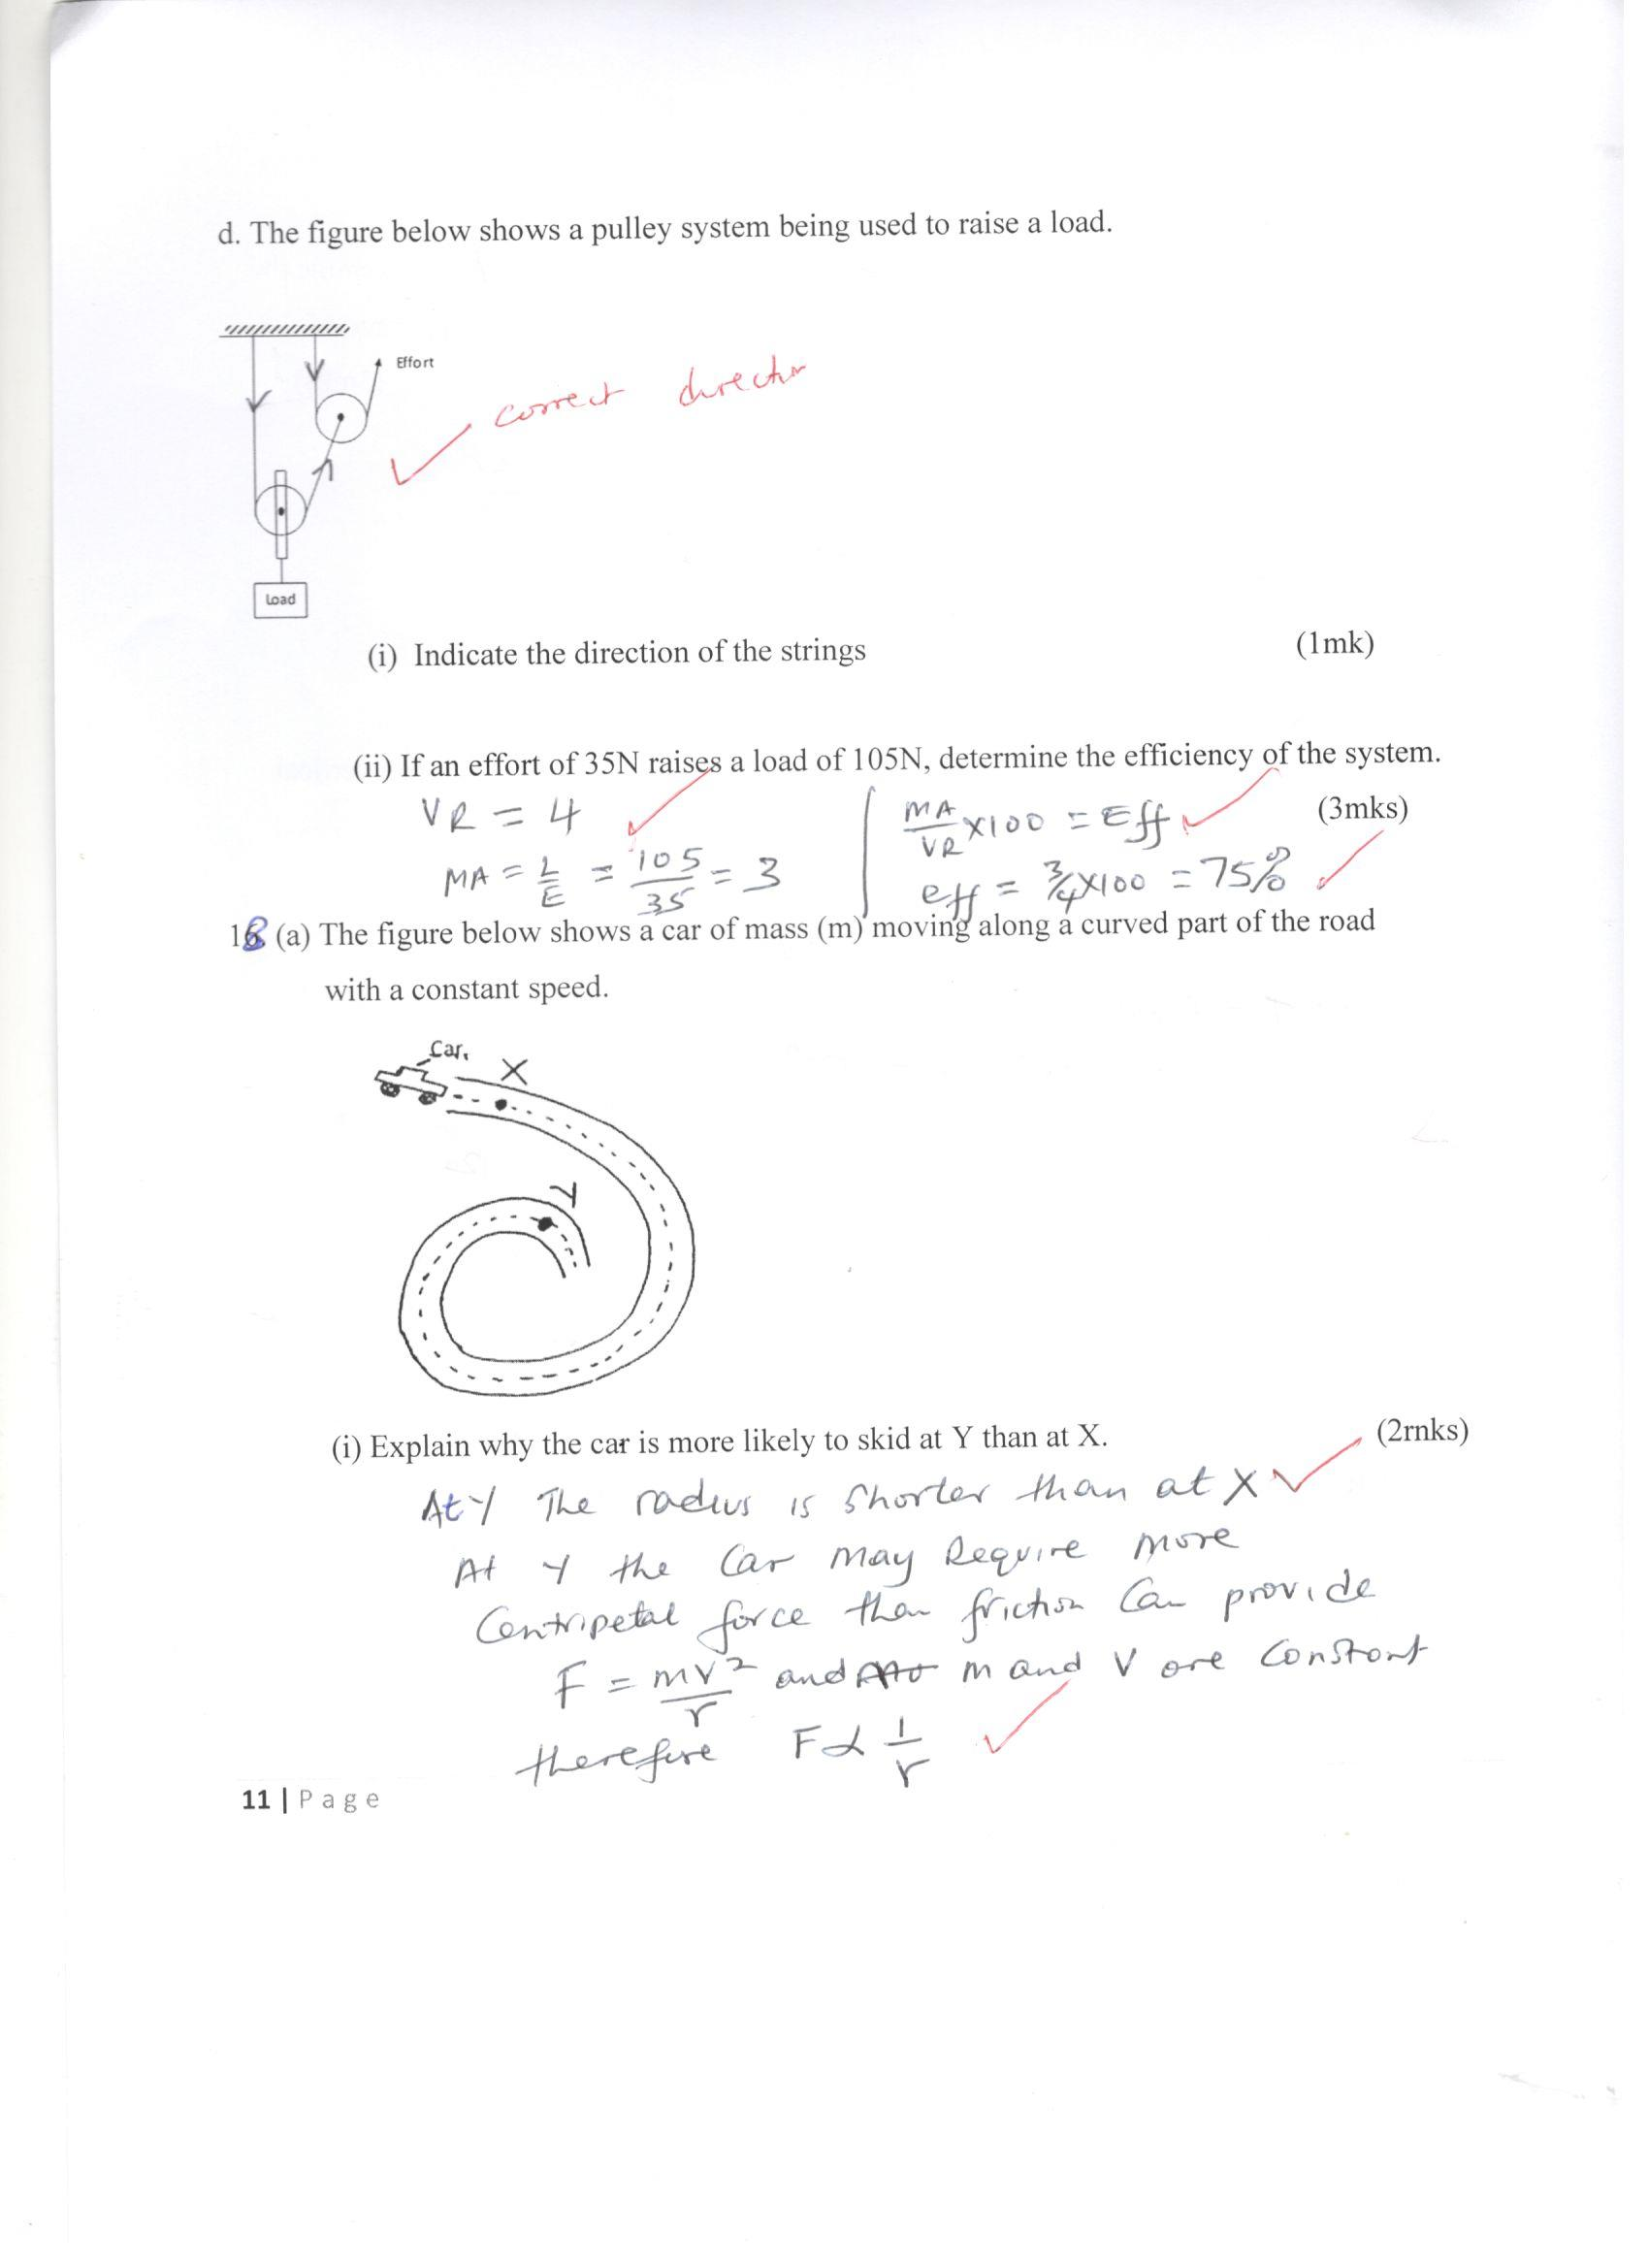 d. The figure below shows a pulley system being used to raise a load.
Effort
correct
Load
(i) Indicate the direction of the strings (1mk)
(ii) If an effort of 35N raises a load of 105N, determine the efficiency of the system.
(3mks)
VR = 4
MA = L/E = 105/35 = 3
MA/VR x100 = Eff
eff = 3/4x100 = 75%
18 (a) The figure below shows a car of mass (m) moving along a curved part of the road
with a constant speed.
Car.
X
Y
(i) Explain why the car is more likely to skid at Y than at X. (2rnks)
At Y The radius is shorter than at X
At Y the Car may Require more
Centripetal force than friction Can provide
F = mv²/r and m and V are Constant
therefore F α 1/r
11 | Page